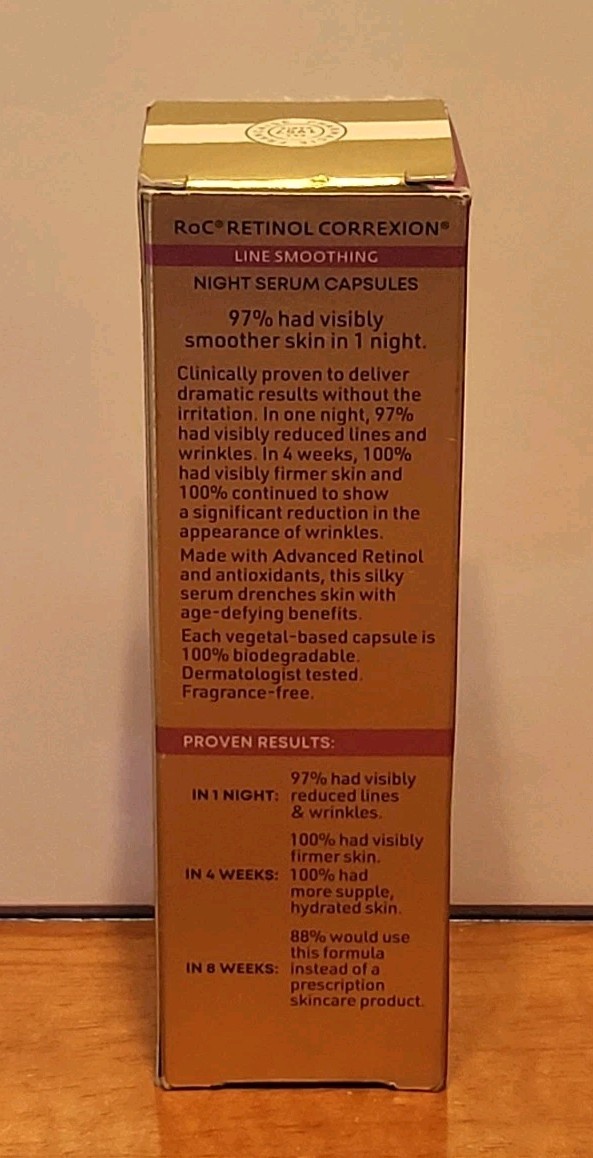 RoC® RETINOL CORREXION®
LINE SMOOTHING
NIGHT SERUM CAPSULES
97% had visibly
smoother skin in 1 night.
Clinically proven to deliver
dramatic results without the
irritation. In one night, 97%
had visibly reduced lines and
wrinkles. In 4 weeks, 100%
had visibly firmer skin and
100% continued to show
a significant reduction in the
appearance of wrinkles.
Made with Advanced Retinol
and antioxidants, this silky
serum drenches skin with
age-defying benefits.
Each vegetal-based capsule is
100% biodegradable.
Dermatologist tested.
Fragrance-free.
PROVEN RESULTS:
IN 1 NIGHT:
97% had visibly
reduced lines
& wrinkles.
IN 4 WEEKS:
100% had visibly
firmer skin.
100% had
more supple,
hydrated skin.
IN 8 WEEKS:
88% would use
this formula
instead of a
prescription
skincare product.